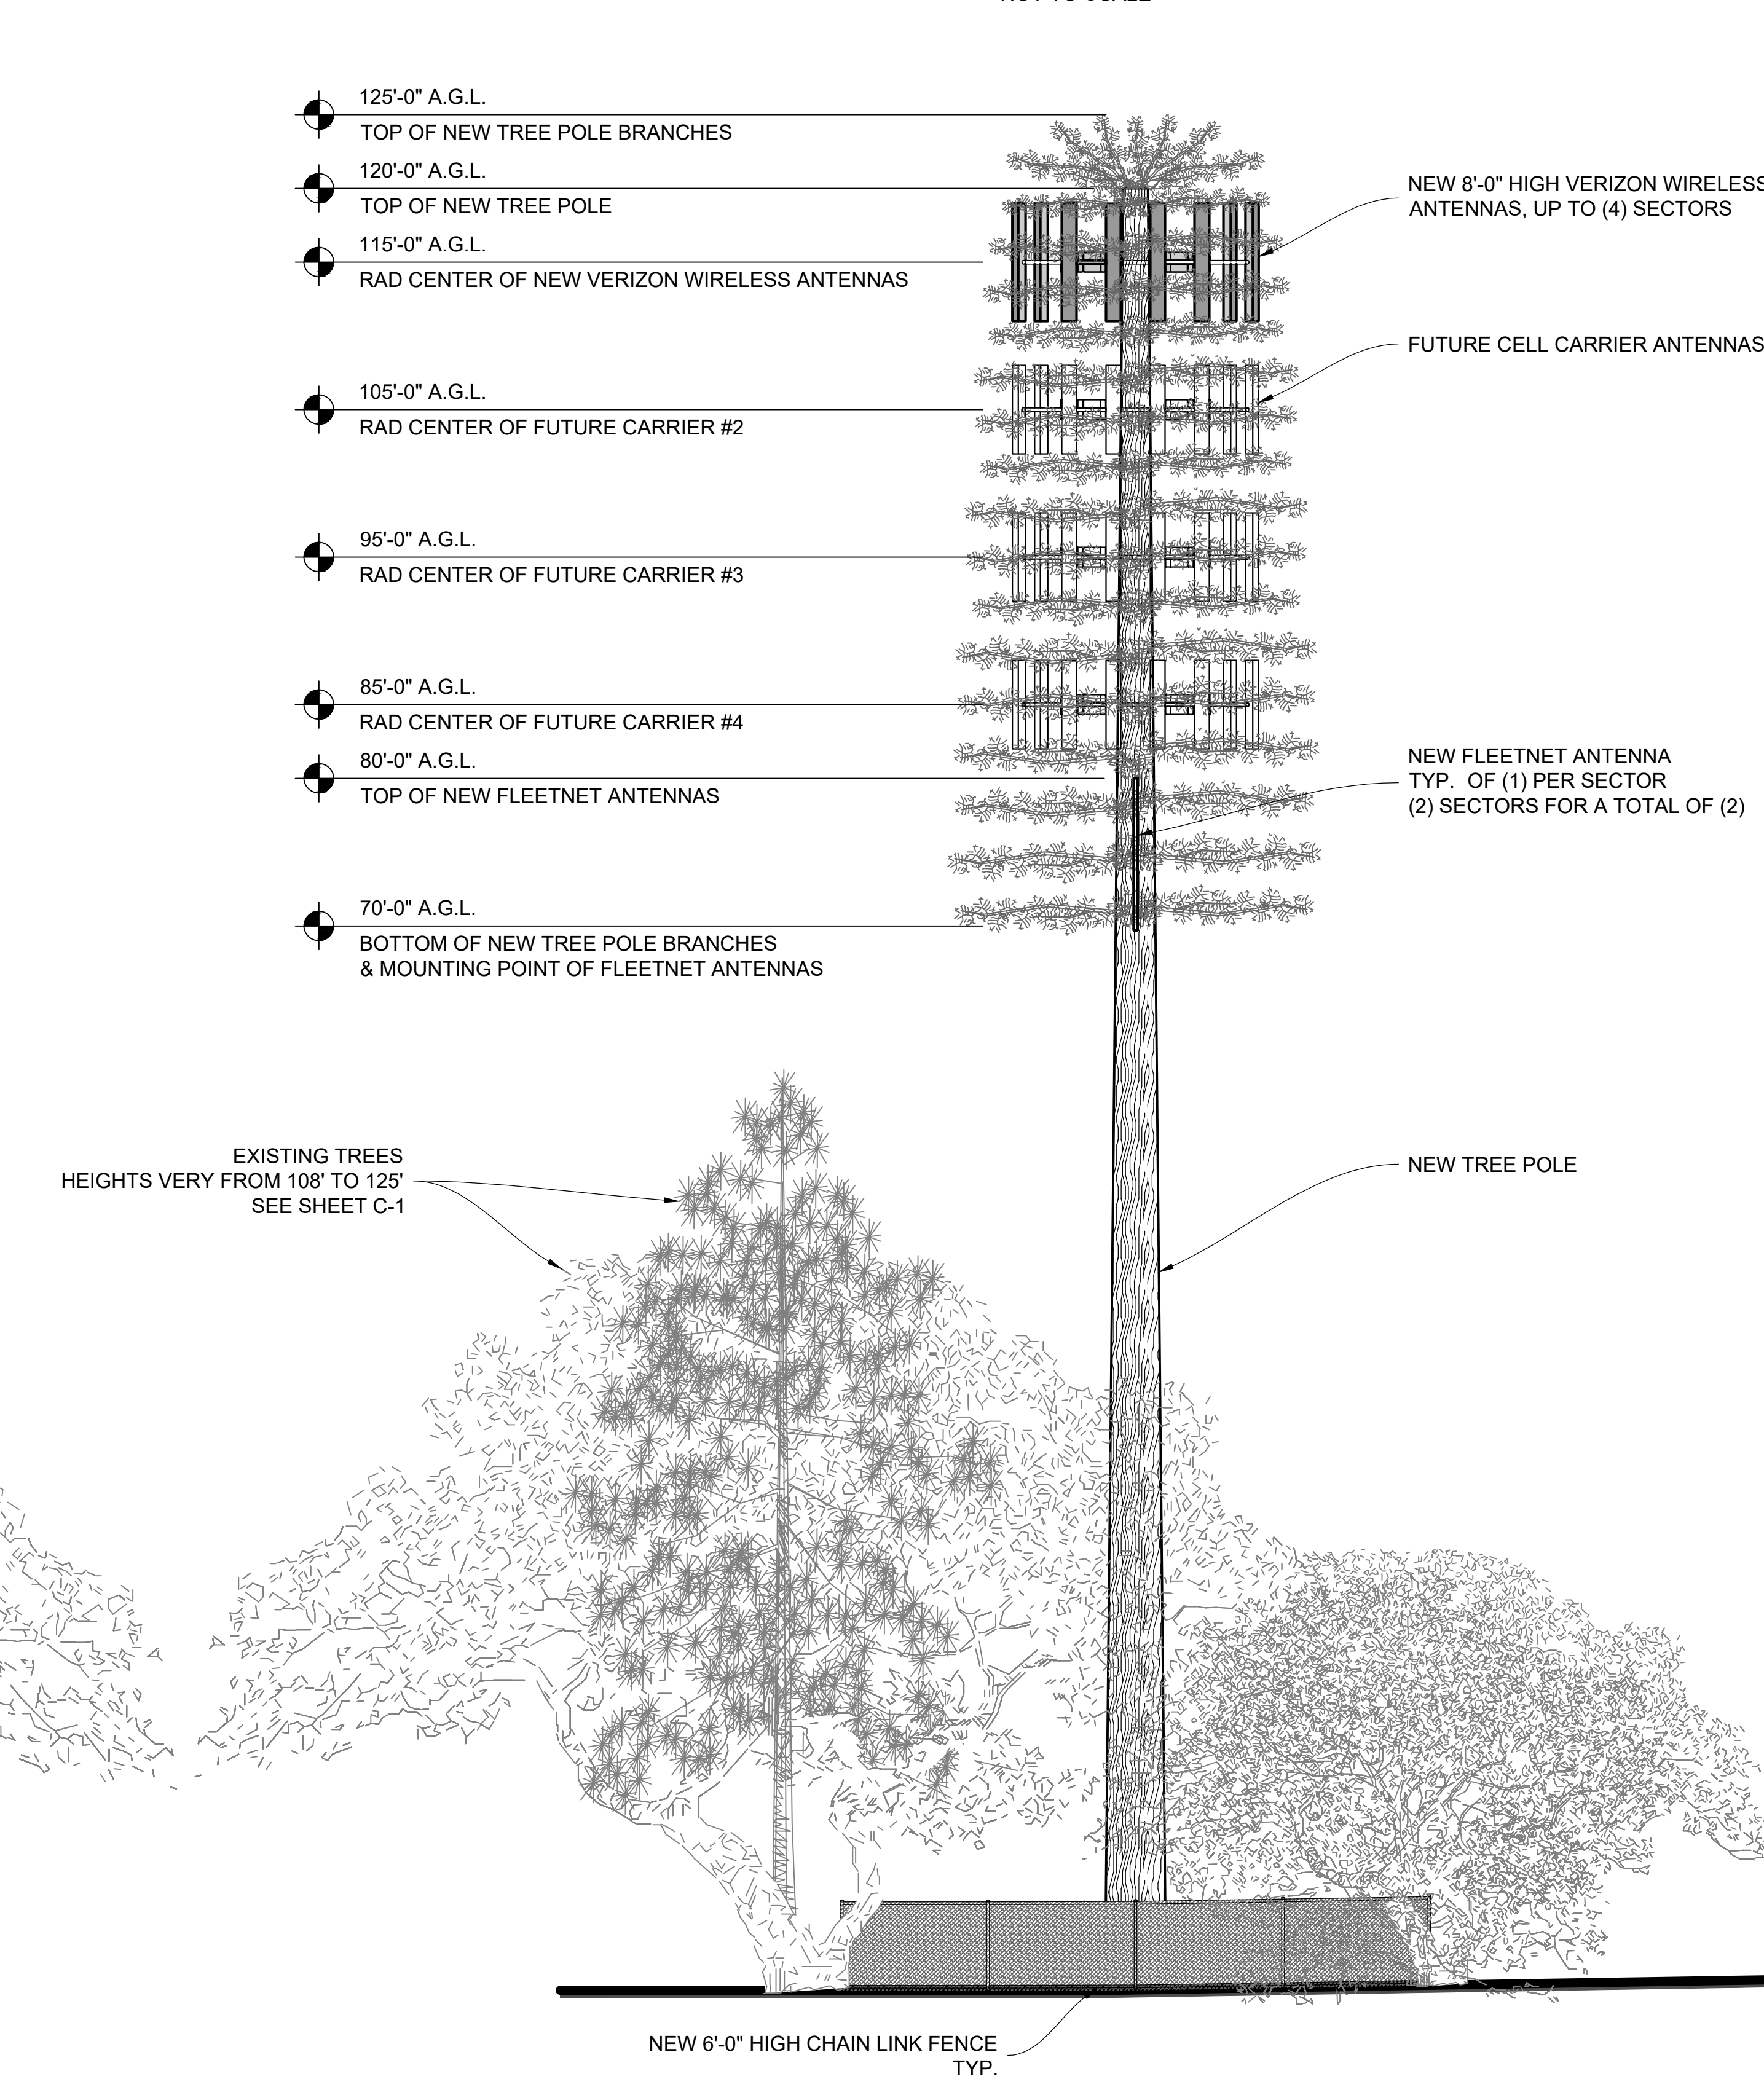 125'-0" A.G.L.
TOP OF NEW TREE POLE BRANCHES
120'-0" A.G.L.
TOP OF NEW TREE POLE
115'-0" A.G.L.
RAD CENTER OF NEW VERIZON WIRELESS ANTENNAS
NEW 8'-0" HIGH VERIZON WIRELESS
ANTENNAS, UP TO (4) SECTORS
FUTURE CELL CARRIER ANTENNAS
105'-0" A.G.L.
RAD CENTER OF FUTURE CARRIER #2
95'-0" A.G.L.
RAD CENTER OF FUTURE CARRIER #3
85'-0" A.G.L.
RAD CENTER OF FUTURE CARRIER #4
80'-0" A.G.L.
TOP OF NEW FLEETNET ANTENNAS
NEW FLEETNET ANTENNA
TYP. OF (1) PER SECTOR
(2) SECTORS FOR A TOTAL OF (2)
70'-0" A.G.L.
BOTTOM OF NEW TREE POLE BRANCHES
& MOUNTING POINT OF FLEETNET ANTENNAS
EXISTING TREES
HEIGHTS VERY FROM 108' TO 125'
SEE SHEET C-1
NEW TREE POLE
NEW 6'-0" HIGH CHAIN LINK FENCE
TYP.